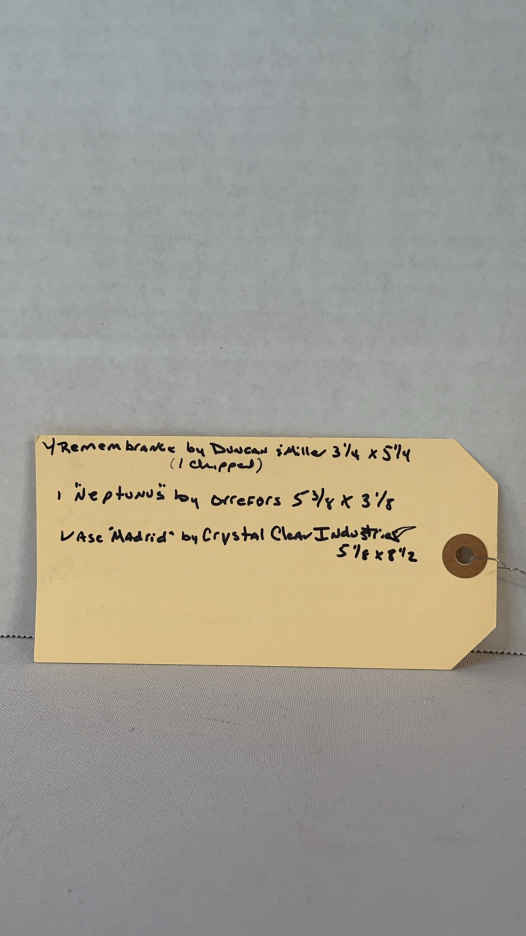 4 Remembrance by Duncan & Miller 3 1/4 x 5 1/4
(1 chipped)
1 "Neptunus" by orrefors 5 3/8 x 3 1/8
Vase "Madrid" by Crystal Clear Industries
5 1/8 x 8 1/2